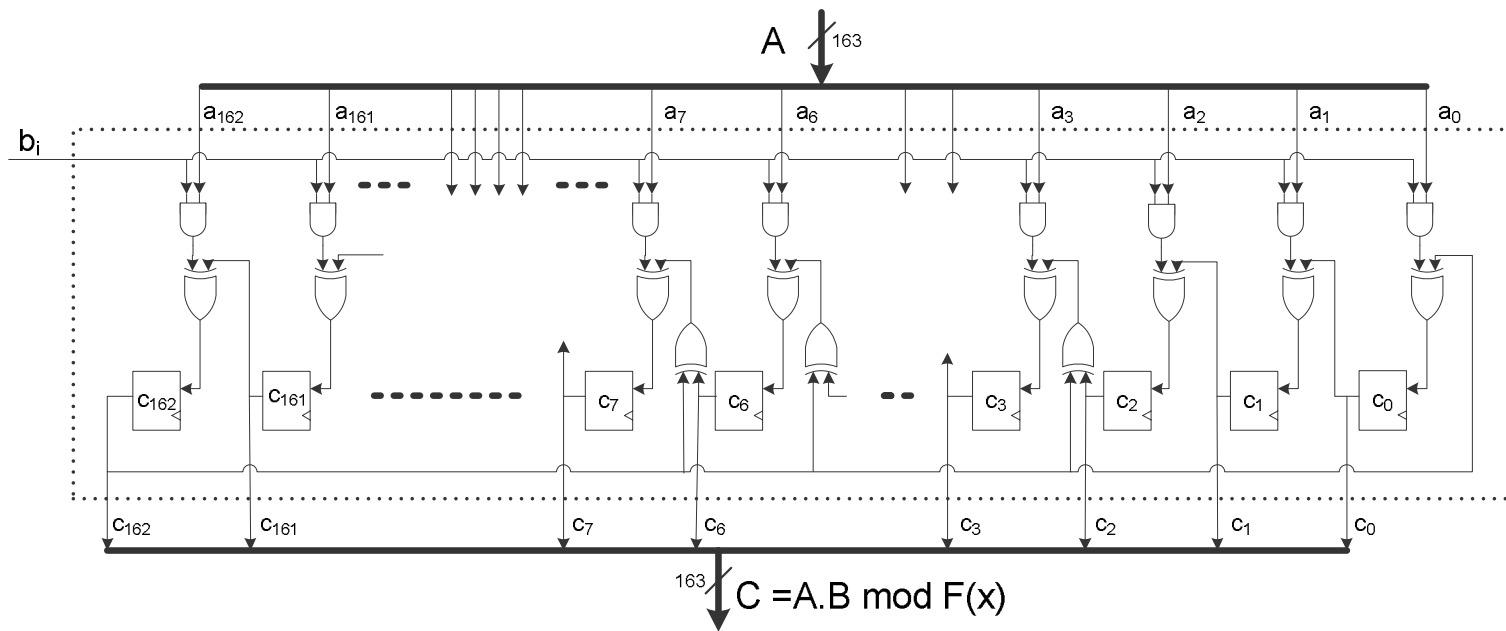 A
163
a₁₆₂ a₁₆₁ a₇ a₆ a₃ a₂ a₁ a₀
bᵢ
c₁₆₂ c₁₆₁ c₇ c₆ c₃ c₂ c₁ c₀
c₁₆₂ c₁₆₁ c₇ c₆ c₃ c₂ c₁ c₀
163
C =A.B mod F(x)